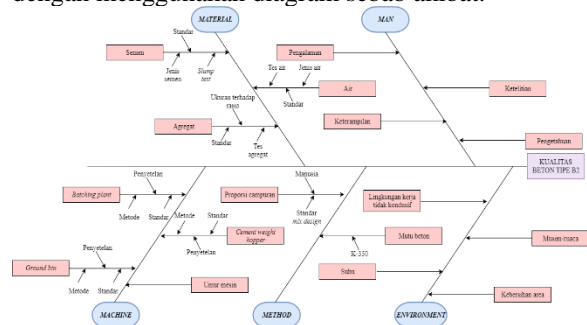 dengan menggunakan diagram sebab akibat.
MATERIAL
MAN
Standar
Semen
Jenis
semen
Slump
test
Pengalaman
Tes air
Jenis air
Air
Standar
Ketelitian
Ukuran terhadap
Agregat
Standar
Tes
agregat
Keterampilan
Pengetahuan
KUALITAS
BETON TIPE B2
Penyetelan
Batching plant
Metode
Standar
Manusia
Proporsi campuran
Standar
mix design
Lingkungan kerja
tidak kondusif
Metode
Standar
Cement weight
hopper
Penyetelan
Mutu beton
K-350
Musim/cuaca
Penyetelan
Ground bin
Metode
Standar
Umur mesin
Suhu
Kebersihan area
MACHINE
METHOD
ENVIRONMENT